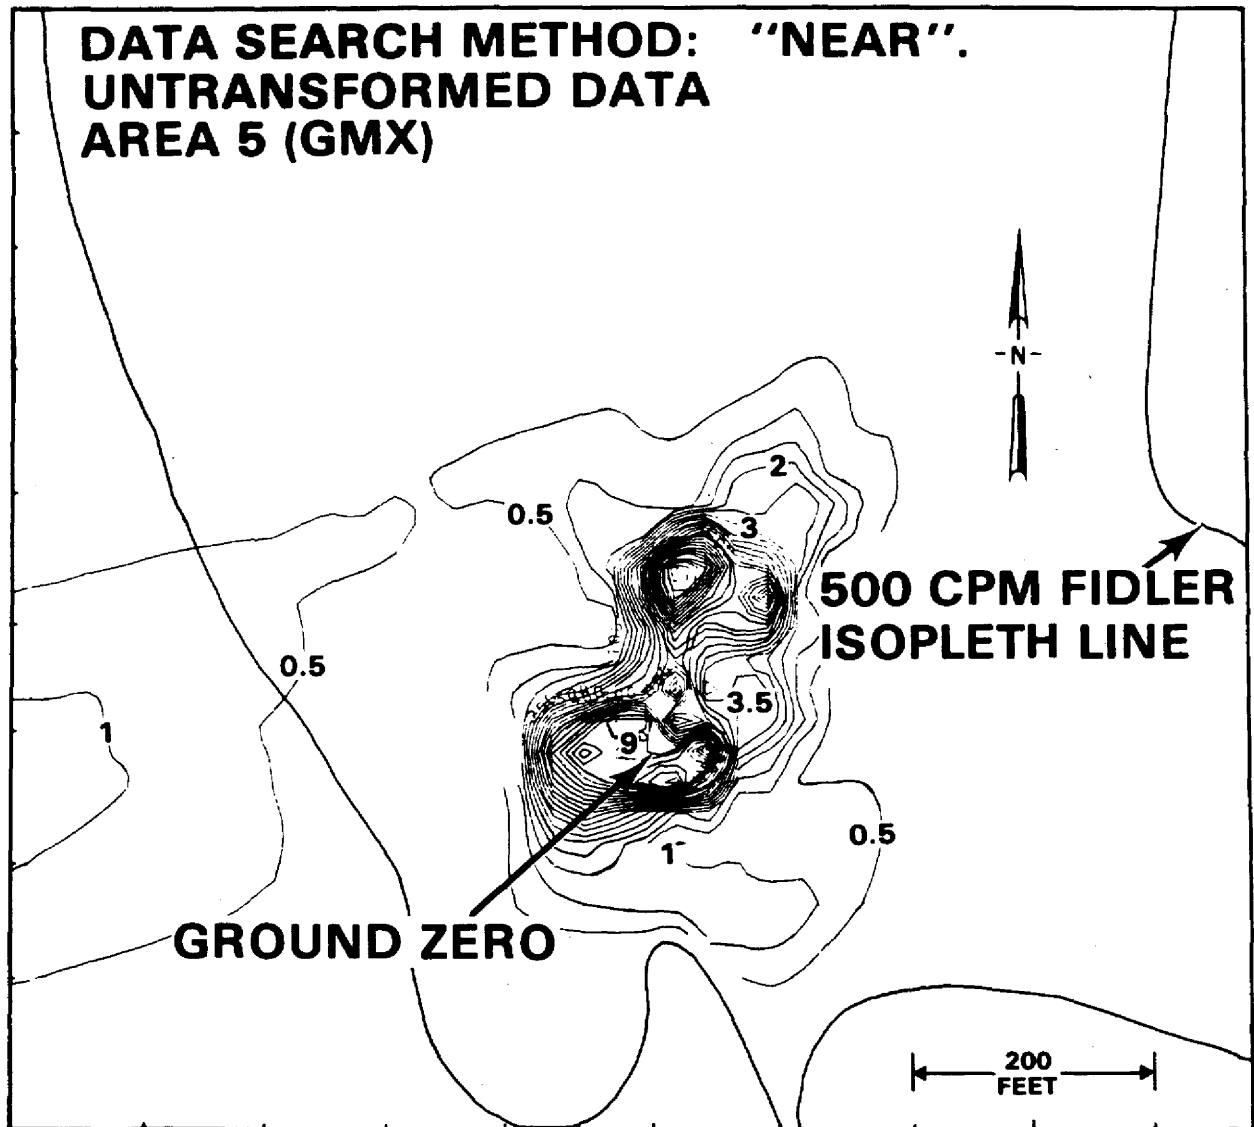 DATA SEARCH METHOD: "NEAR".
UNTRANSFORMED DATA
AREA 5 (GMX)
-N-
2
0.5
3
500 CPM FIDLER
ISOPLETH LINE
0.5
3.5
1
9
0.5
1
GROUND ZERO
200
FEET